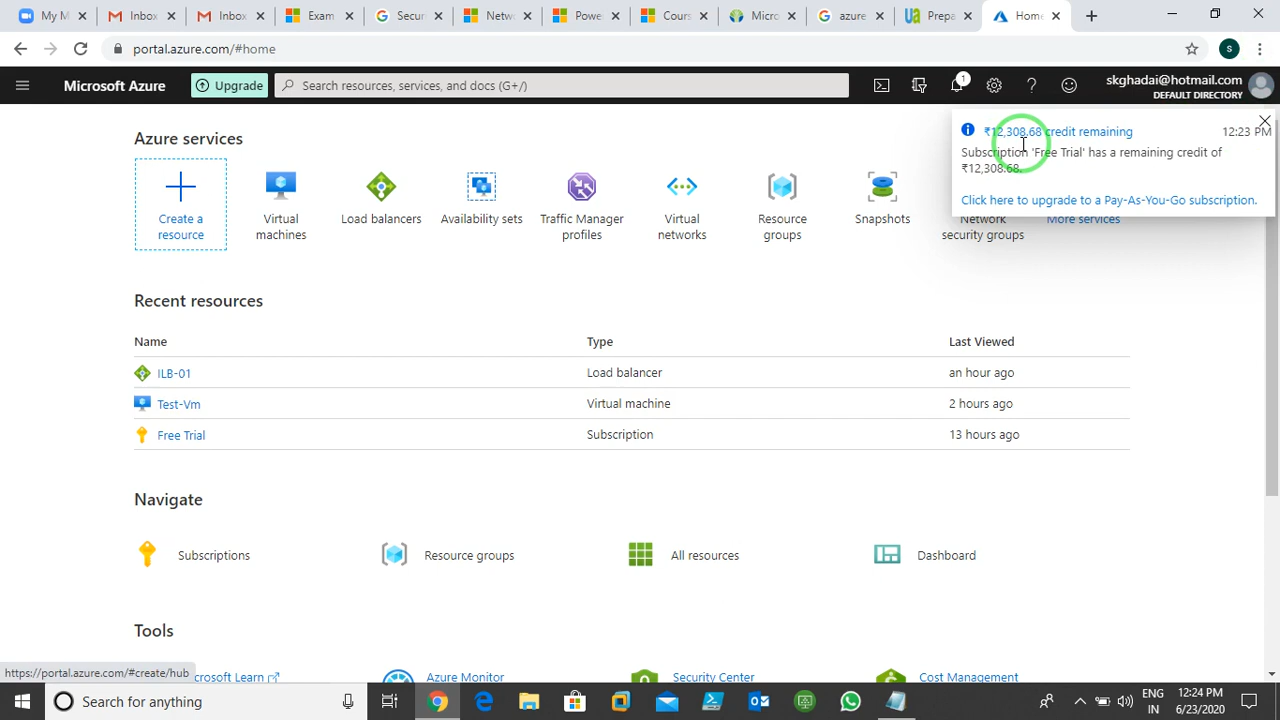 My M
Inbox
Inbox
Exam
Secur
Netw
Powe
Cours
Micro
azure
Prepa
Home
portal.azure.com/#home
S
Microsoft Azure
Upgrade
Search resources, services, and docs (G+/)
1
skghadai@hotmail.com
DEFAULT DIRECTORY
₹12,308.68 credit remaining
12:23 PM
Subscription 'Free Trial' has a remaining credit of
₹12,308.68.
Click here to upgrade to a Pay-As-You-Go subscription.
Azure services
Create a
resource
Virtual
machines
Load balancers
Availability sets
Traffic Manager
profiles
Virtual
networks
Resource
groups
Snapshots
Network
security groups
More services
Recent resources
Name
Type
Last Viewed
ILB-01
Load balancer
an hour ago
Test-Vm
Virtual machine
2 hours ago
Free Trial
Subscription
13 hours ago
Navigate
Subscriptions
Resource groups
All resources
Dashboard
Tools
https://portal.azure.com/#create/hub
crosoft Learn
Azure Monitor
Security Center
Cost Management
Search for anything
ENG
IN
12:24 PM
6/23/2020